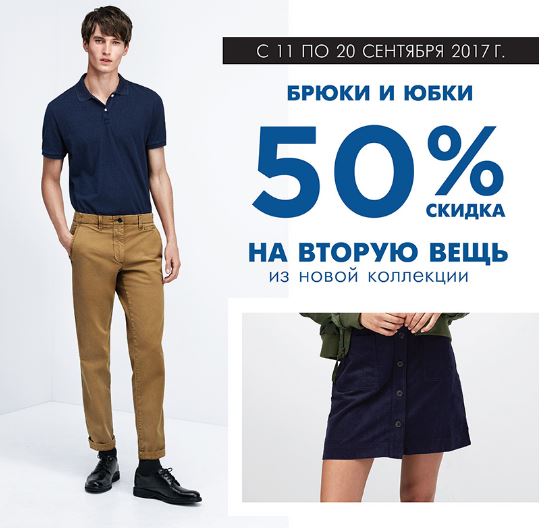 С 11 ПО 20 СЕНТЯБРЯ 2017 Г.
БРЮКИ И ЮБКИ
50%
СКИДКА
НА ВТОРУЮ ВЕЩЬ
ИЗ НОВОЙ КОЛЛЕКЦИИ